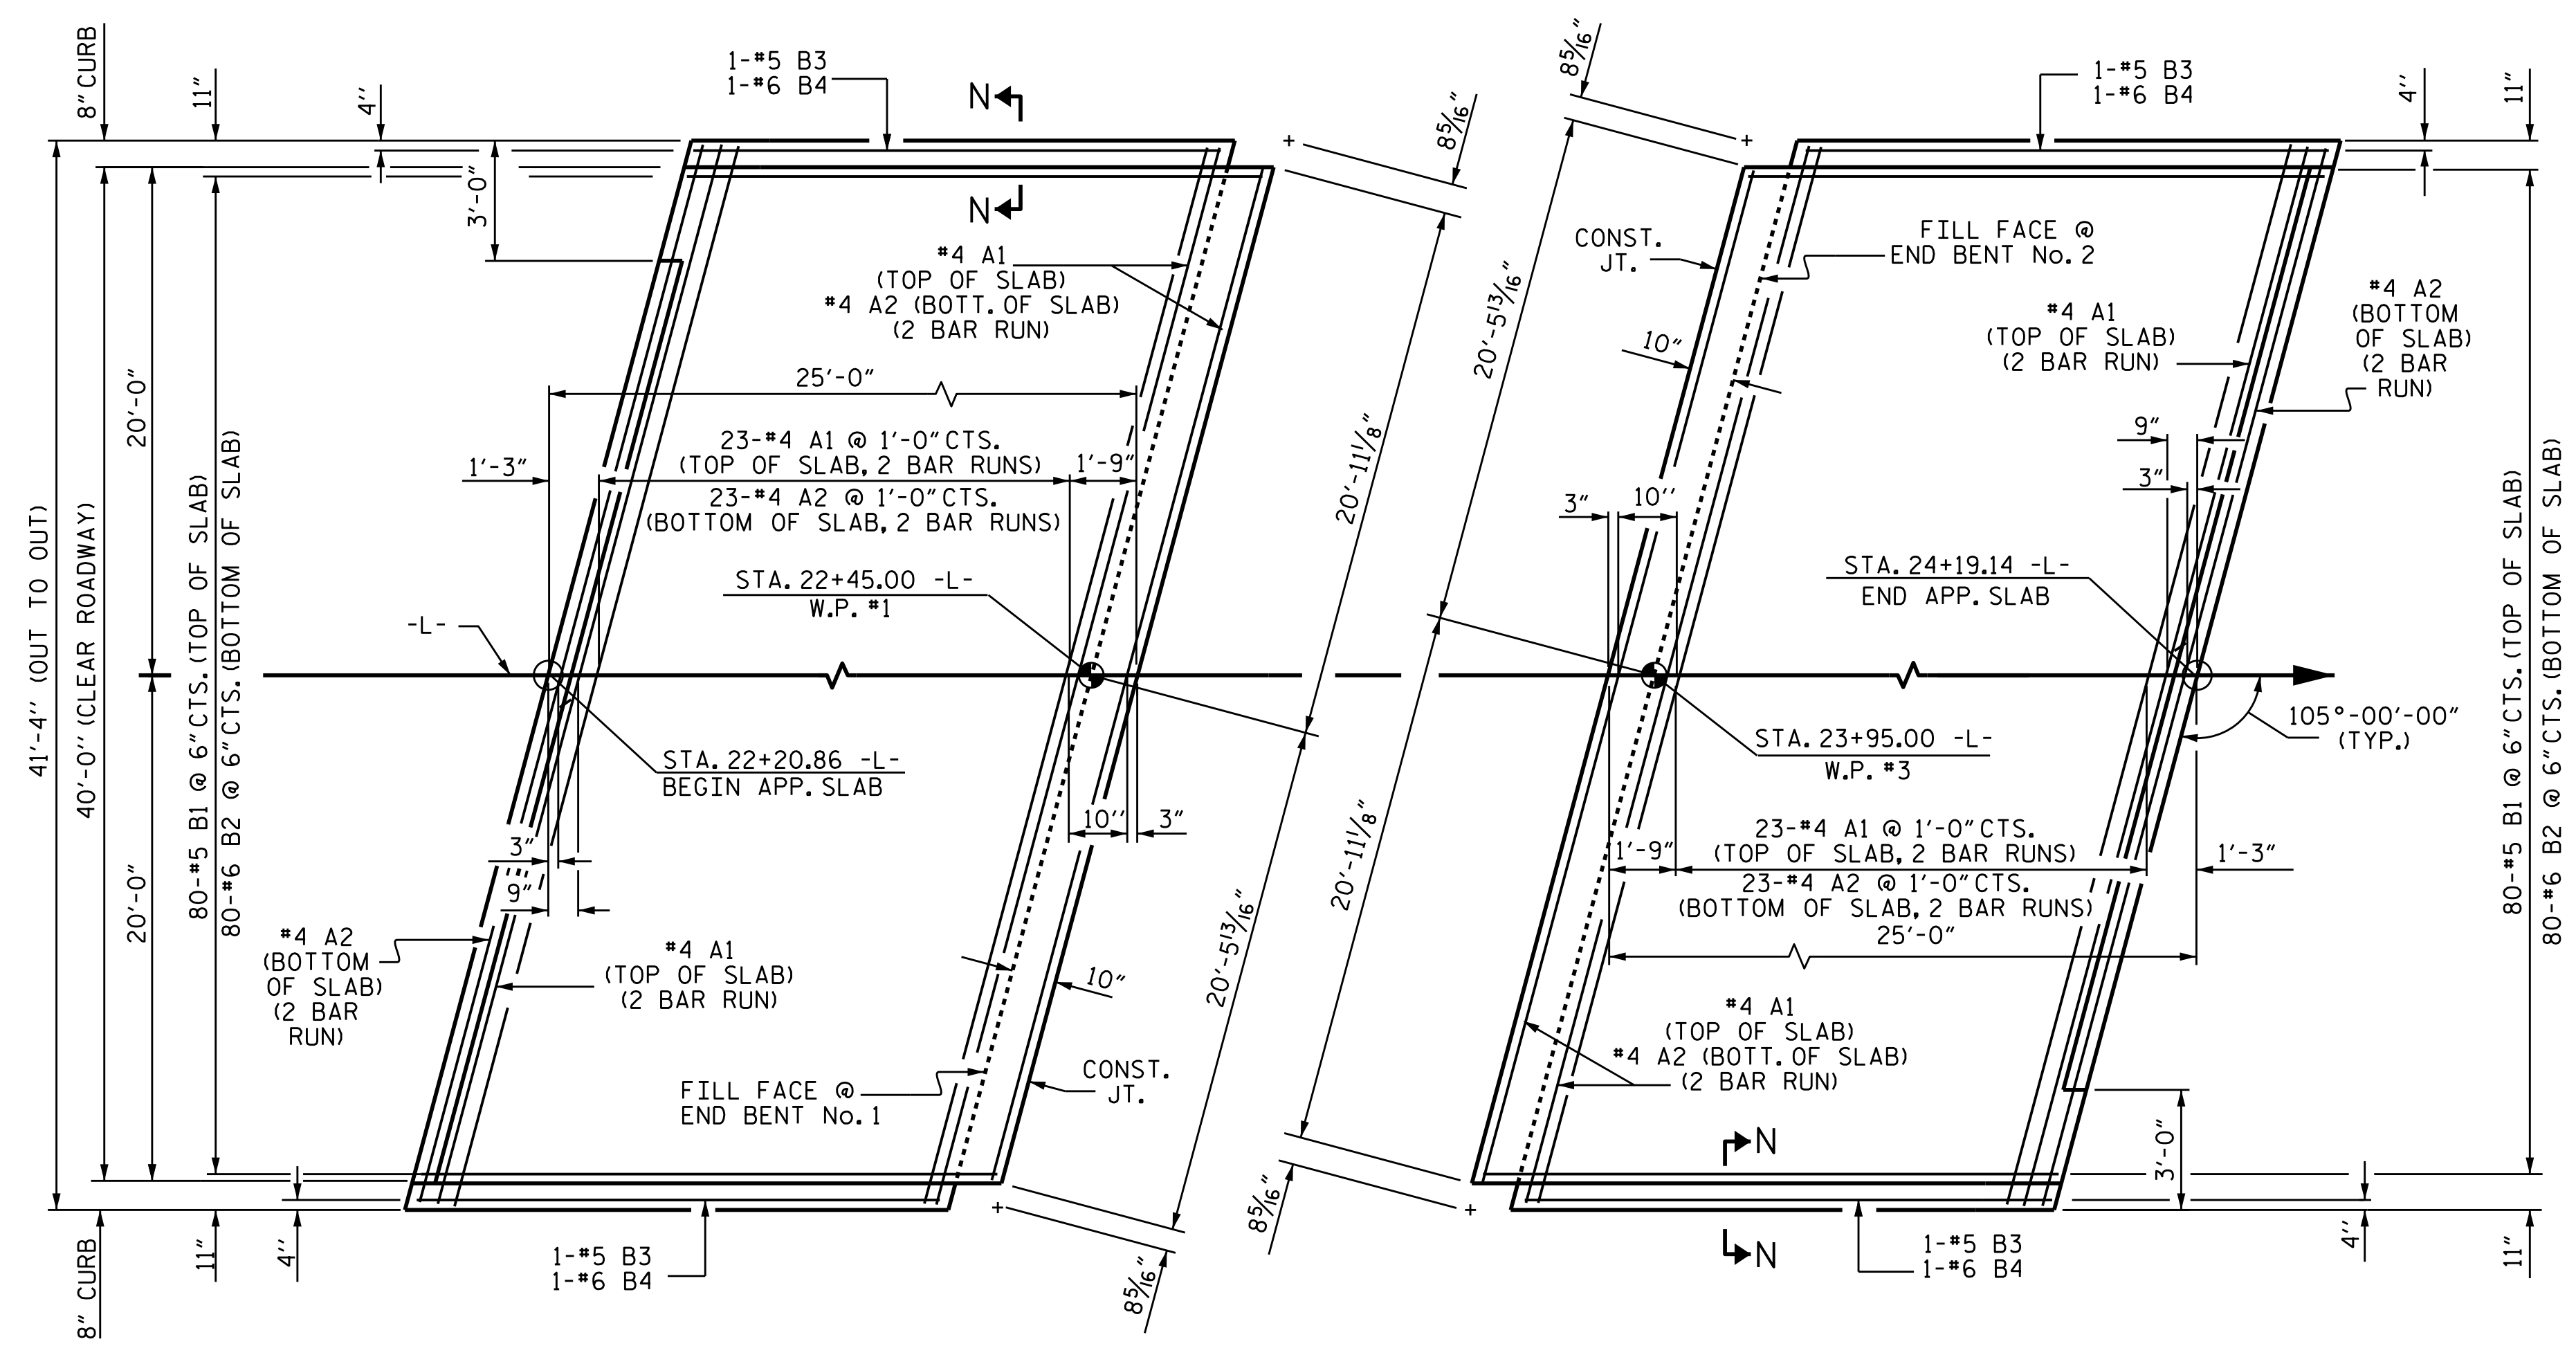 8" CURB
11"
4''
3'-0"
41'-4'' (OUT TO OUT)
40'-0'' (CLEAR ROADWAY)
20'-0"
20'-0"
80-#5 B1 @ 6"CTS. (TOP OF SLAB)
80-#6 B2 @ 6"CTS. (BOTTOM OF SLAB)
8" CURB
11"
4''
1-#5 B3
1-#6 B4
N
N
#4 A1
(TOP OF SLAB)
#4 A2 (BOTT. OF SLAB)
(2 BAR RUN)
25'-0"
1'-3"
23-#4 A1 @ 1'-0"CTS.
(TOP OF SLAB, 2 BAR RUNS)
23-#4 A2 @ 1'-0"CTS.
(BOTTOM OF SLAB, 2 BAR RUNS)
1'-9"
STA. 22+45.00 -L-
W.P. #1
-L-
STA. 22+20.86 -L-
BEGIN APP. SLAB
10''
3"
3"
9"
#4 A2
(BOTTOM
OF SLAB)
(2 BAR
RUN)
#4 A1
(TOP OF SLAB)
(2 BAR RUN)
10"
FILL FACE @
END BENT No. 1
CONST.
JT.
1-#5 B3
1-#6 B4
8 5/16"
20'-11 1/8"
20'-5 13/16"
8 5/16"
8 5/16"
20'-5 13/16"
20'-11 1/8"
8 5/16"
1-#5 B3
1-#6 B4
4''
11"
CONST.
JT.
FILL FACE @
END BENT No. 2
10"
#4 A1
(TOP OF SLAB)
(2 BAR RUN)
#4 A2
(BOTTOM
OF SLAB)
(2 BAR
RUN)
9"
3"
3"
10''
STA. 24+19.14 -L-
END APP. SLAB
105°-00'-00"
(TYP.)
STA. 23+95.00 -L-
W.P. #3
1'-9"
23-#4 A1 @ 1'-0"CTS.
(TOP OF SLAB, 2 BAR RUNS)
23-#4 A2 @ 1'-0"CTS.
(BOTTOM OF SLAB, 2 BAR RUNS)
1'-3"
25'-0"
#4 A1
(TOP OF SLAB)
#4 A2 (BOTT. OF SLAB)
(2 BAR RUN)
N
N
3'-0"
1-#5 B3
1-#6 B4
4''
11"
80-#5 B1 @ 6"CTS. (TOP OF SLAB)
80-#6 B2 @ 6"CTS. (BOTTOM OF SLAB)